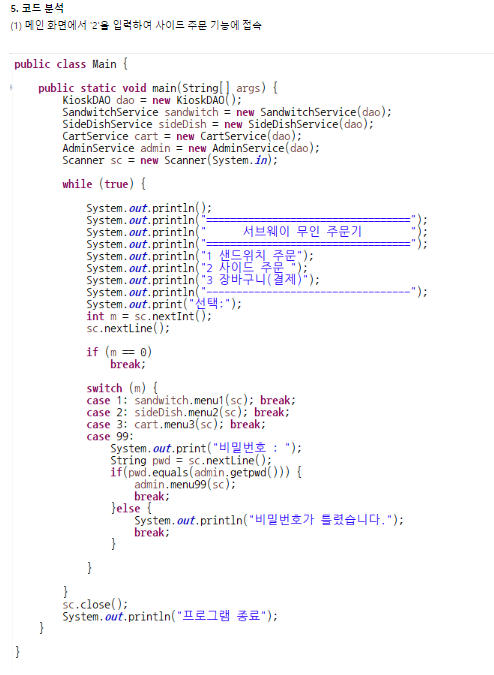 5. 코드 분석
(1) 메인 화면에서 '2'을 입력하여 사이드 주문 기능에 접속
public class Main {
public static void main(String[] args) {
KioskDAO dao = new KioskDAO();
SandwitchService sandwitch = new SandwitchService(dao);
SideDishService sideDish = new SideDishService(dao);
CartService cart = new CartService(dao);
AdminService admin = new AdminService(dao);
Scanner sc = new Scanner(System.in);
while (true) {
System.out.println();
System.out.println("==================================");
System.out.println("      서브웨이 무인 주문기        ");
System.out.println("==================================");
System.out.println("1 샌드위치 주문");
System.out.println("2 사이드 주문 ");
System.out.println("3 장바구니(결제)");
System.out.println("----------------------------------");
System.out.print("선택:");
int m = sc.nextInt();
sc.nextLine();
if (m == 0)
break;
switch (m) {
case 1: sandwitch.menu1(sc); break;
case 2: sideDish.menu2(sc); break;
case 3: cart.menu3(sc); break;
case 99:
System.out.print("비밀번호 : ");
String pwd = sc.nextLine();
if(pwd.equals(admin.getpwd())) {
admin.menu99(sc);
break;
}else {
System.out.println("비밀번호가 틀렸습니다.");
break;
}
}
}
sc.close();
System.out.println("프로그램 종료");
}
}